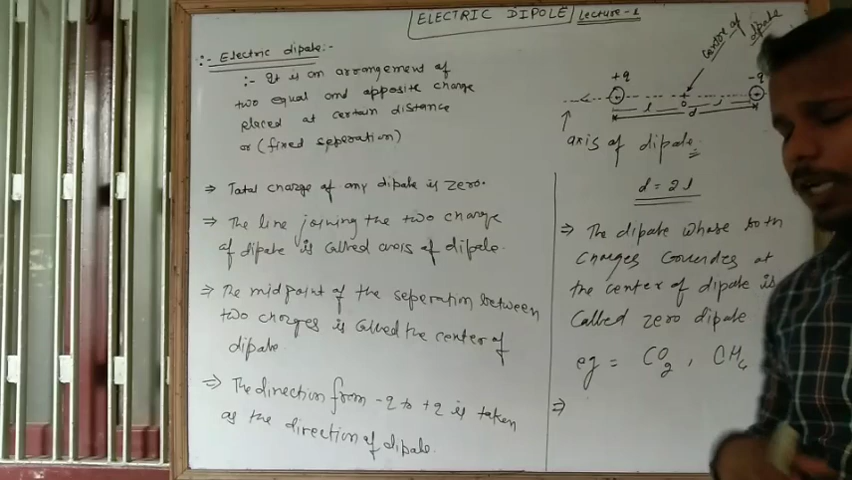 ELECTRIC DIPOLE Lecture-1
:- Electric dipole:-
:- It is an arrangement of
two equal and opposite charge
placed at certain distance
or (fixed seperation)
⇒ Total charge of any dipole is zero.
⇒ The line joining the two charge
of dipole is called axis of dipole.
⇒ The midpoint of the seperation between
two charges is called the center of
dipole
⇒ The direction from -q to +q is taken
as the direction of dipole.
center of
dipole
+q -q
l o l
d
axis of dipole
d = 2l
⇒ The dipole whose both
charges at
the center of dipole is
called zero dipole
eg = CO2, CH4
⇒